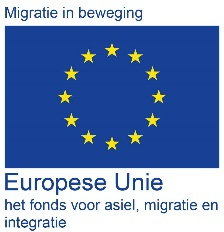 Migratie in beweging
Europese Unie
het fonds voor asiel, migratie en
integratie